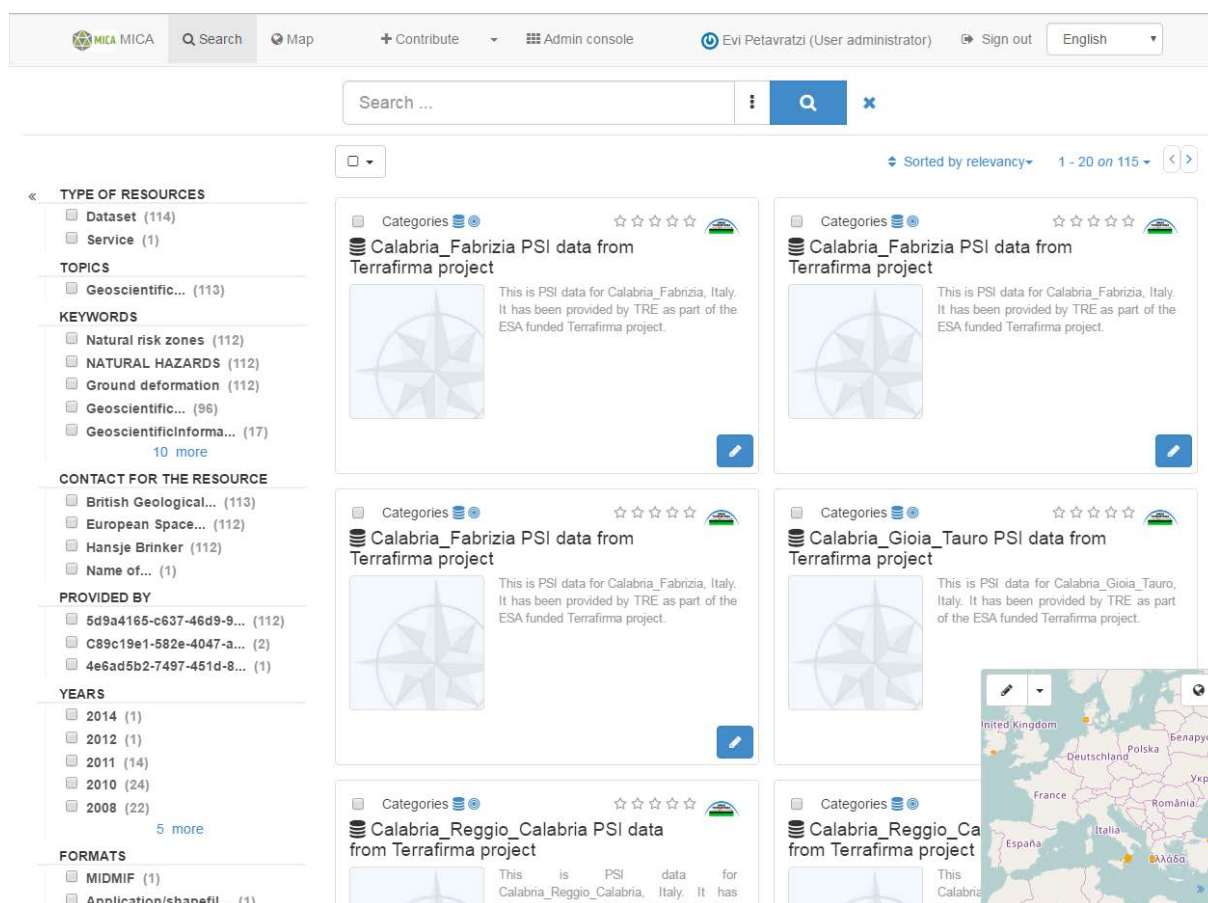 MICA MICA Search Map + Contribute Admin console Evi Petavratzi (User administrator) Sign out English
Search ...
Sorted by relevancy 1 - 20 on 115 < >
« TYPE OF RESOURCES
Dataset (114)
Service (1)
TOPICS
Geoscientific... (113)
KEYWORDS
Natural risk zones (112)
NATURAL HAZARDS (112)
Ground deformation (112)
Geoscientific... (96)
GeoscientificInforma... (17)
10 more
CONTACT FOR THE RESOURCE
British Geological... (113)
European Space... (112)
Hansje Brinker (112)
Name of... (1)
PROVIDED BY
5d9a4165-c637-46d9-9... (112)
C89c19e1-582e-4047-a... (2)
4e6ad5b2-7497-451d-8... (1)
YEARS
2014 (1)
2012 (1)
2011 (14)
2010 (24)
2008 (22)
5 more
FORMATS
MIDMIF (1)
Application/shapefil... (1)
Categories
Calabria_Fabrizia PSI data from
Terrafirma project
This is PSI data for Calabria_Fabrizia, Italy.
It has been provided by TRE as part of the
ESA funded Terrafirma project.
Categories
Calabria_Fabrizia PSI data from
Terrafirma project
This is PSI data for Calabria_Fabrizia, Italy.
It has been provided by TRE as part of the
ESA funded Terrafirma project.
Categories
Calabria_Fabrizia PSI data from
Terrafirma project
This is PSI data for Calabria_Fabrizia, Italy.
It has been provided by TRE as part of the
ESA funded Terrafirma project.
Categories
Calabria_Gioia_Tauro PSI data from
Terrafirma project
This is PSI data for Calabria_Gioia_Tauro,
Italy. It has been provided by TRE as part
of the ESA funded Terrafirma project.
Categories
Calabria_Reggio_Calabria PSI data
from Terrafirma project
This is PSI data for
Calabria_Reggio_Calabria, Italy. It has
Categories
Calabria_Reggio_Ca
from Terrafirma project
This
Calabria
United Kingdom
Беларус
Polska
Deutschland
Укр
France
România
Italia
España
Ελλάδα
»